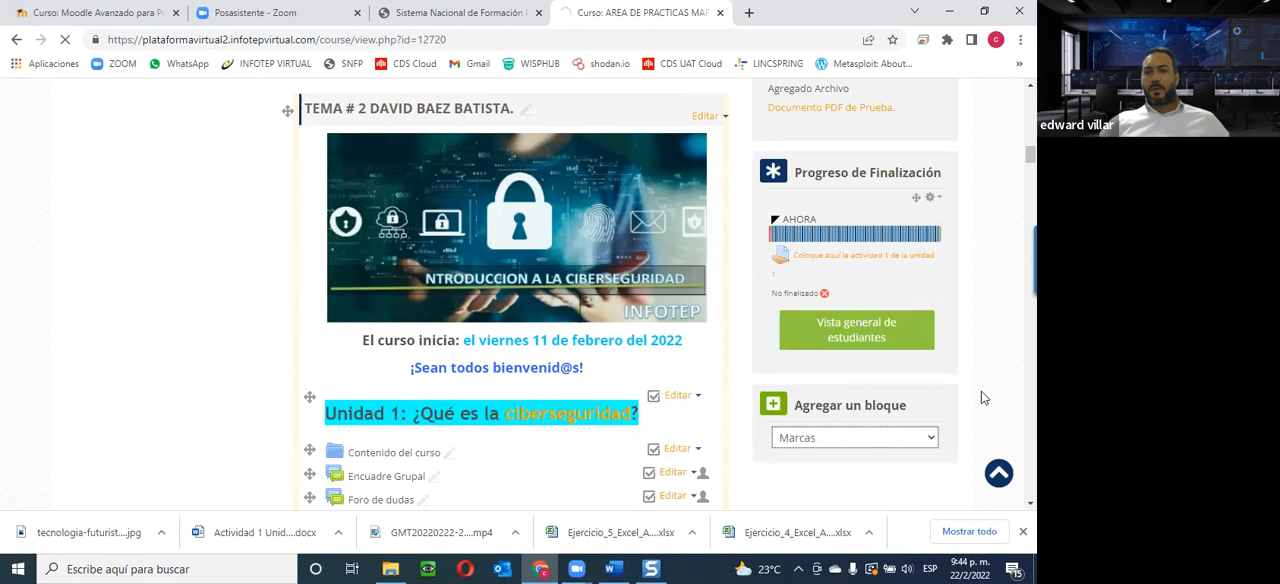 Curso: Moodle Avanzado para P
Posasistente - Zoom
Sistema Nacional de Formación
Curso: AREA DE PRACTICAS MAF
https://plataformavirtual2.infotepvirtual.com/course/view.php?id=12720
Aplicaciones ZOOM WhatsApp INFOTEP VIRTUAL SNFP CDS Cloud Gmail WISPHUB shodan.io CDS UAT Cloud LINCSPRING Metasploit: About... »
TEMA # 2 DAVID BAEZ BATISTA.
Editar
NTRODUCCION A LA CIBERSEGURIDAD
INFOTEP
El curso inicia: el viernes 11 de febrero del 2022
¡Sean todos bienvenid@s!
Editar
Unidad 1: ¿Qué es la ciberseguridad?
Contenido del curso
Editar
Encuadre Grupal
Editar
Foro de dudas
Editar
Agregado Archivo
Documento PDF de Prueba.
Progreso de Finalización
AHORA
Coloque aquí la actividad 1 de la unidad
1
No finalizado
Vista general de
estudiantes
Agregar un bloque
Marcas
edward villar
tecnologia-futurist....jpg
Actividad 1 Unid....docx
GMT20220222-2....mp4
Ejercicio_5_Excel_A....xlsx
Ejercicio_4_Excel_A....xlsx
Mostrar todo
Escribe aquí para buscar
23°C
ESP
9:44 p. m.
22/2/2022
15